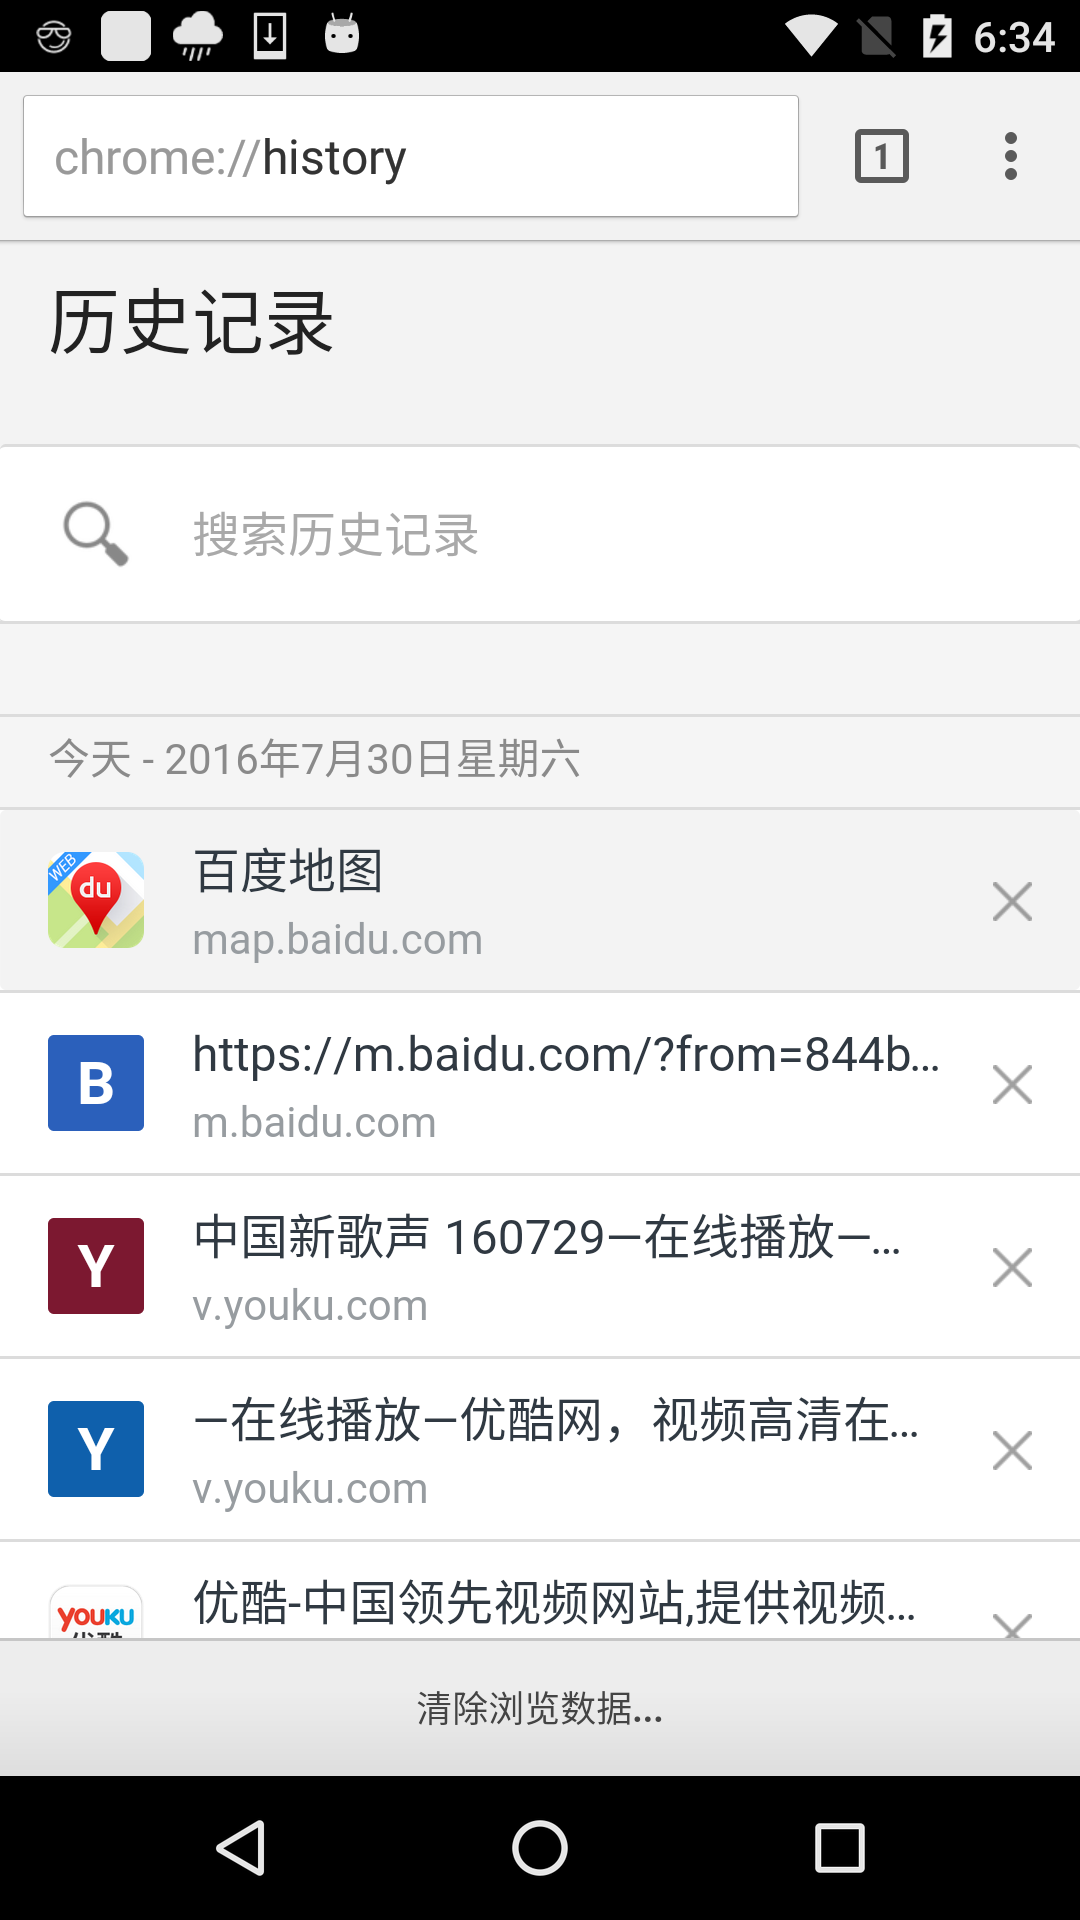 6:34
chrome://history
1
历史记录
搜索历史记录
今天 - 2016年7月30日星期六
WEB
du
百度地图
map.baidu.com
B
https://m.baidu.com/?from=844b...
m.baidu.com
Y
中国新歌声 160729—在线播放—...
v.youku.com
Y
—在线播放—优酷网，视频高清在...
v.youku.com
YOUKU
优酷-中国领先视频网站,提供视频...
清除浏览数据...